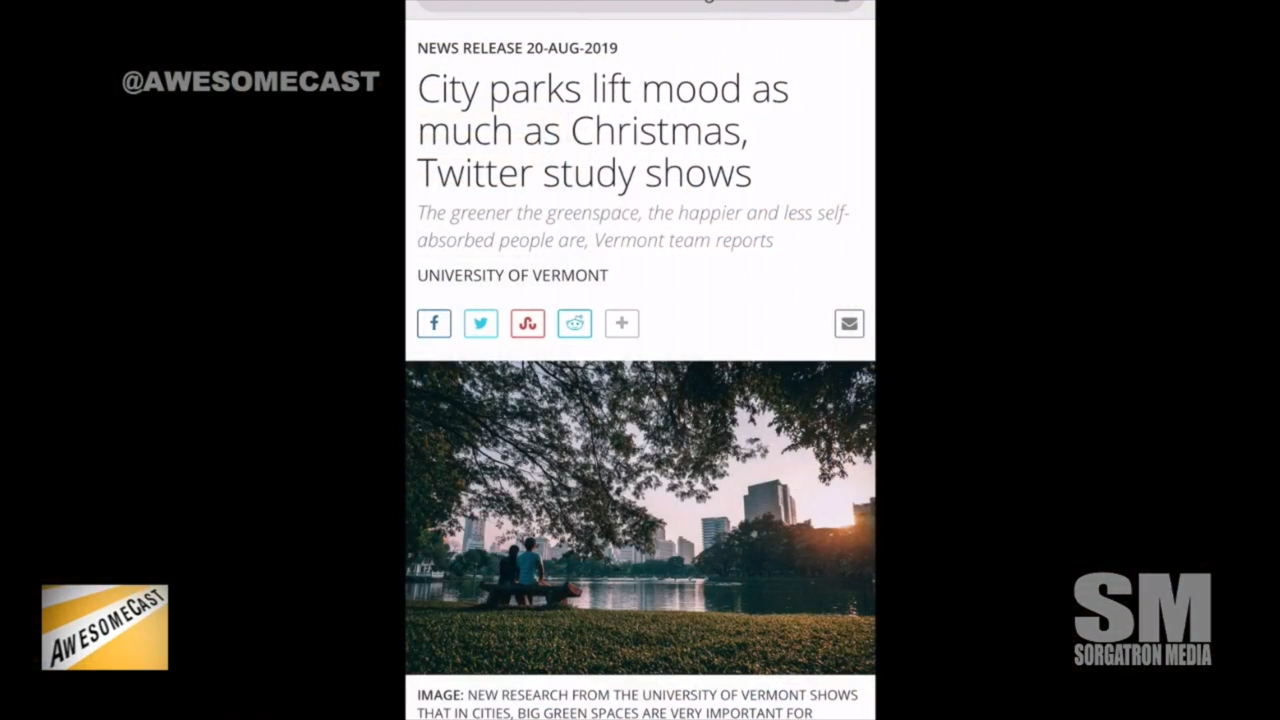 @AWESOMECAST
NEWS RELEASE 20-AUG-2019
City parks lift mood as
much as Christmas,
Twitter study shows
The greener the greenspace, the happier and less self-
absorbed people are, Vermont team reports
UNIVERSITY OF VERMONT
AWESOMECAST
SM
SORGATRON MEDIA
IMAGE: NEW RESEARCH FROM THE UNIVERSITY OF VERMONT SHOWS
THAT IN CITIES, BIG GREEN SPACES ARE VERY IMPORTANT FOR